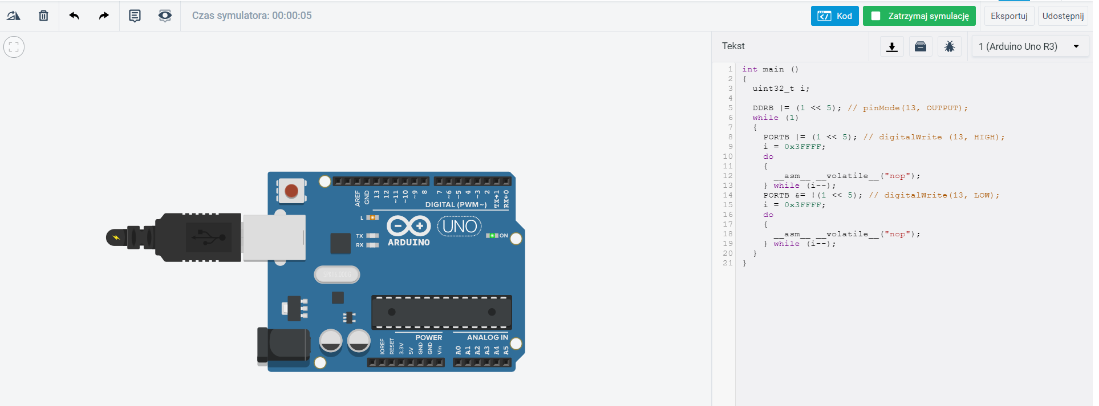 Czas symulatora: 00:00:05
Kod
Zatrzymaj symulację
Eksportuj
Udostępnij
Tekst
1 (Arduino Uno R3)
1 int main ()
2 {
3 uint32_t i;
4
5 DDRB |= (1 << 5); // pinMode(13, OUTPUT);
6 while (1)
7 {
8 PORTB |= (1 << 5); // digitalWrite (13, HIGH);
9 i = 0x3FFFF;
10 do
11 {
12 __asm__ __volatile__("nop");
13 } while (i--);
14 PORTB &= !(1 << 5); // digitalWrite(13, LOW);
15 i = 0x3FFFF;
16 do
17 {
18 __asm__ __volatile__("nop");
19 } while (i--);
20 }
21 }
AREF
GND
13
12
~11
~10
~9
8
7
~6
~5
4
~3
2
TX→1
RX←0
DIGITAL (PWM~)
L
TX
RX
ARDUINO
UNO
ON
POWER
ANALOG IN
IOREF
RESET
3.3V
5V
GND
GND
Vin
A0
A1
A2
A3
A4
A5